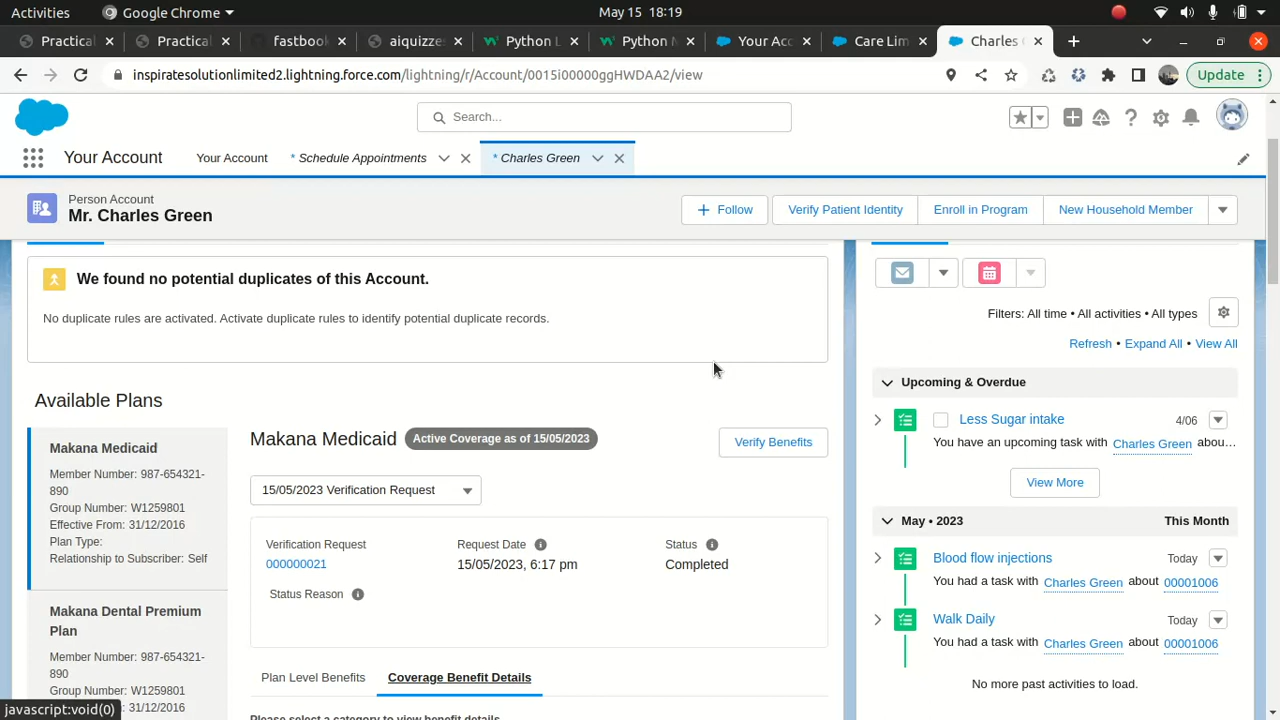 Activities
Google Chrome
May 15 18:19
Practical
Practical
fastbook
aiquizzes
Python L
Python M
Your Acc
Care Lim
Charles G
inspiratesolutionlimited2.lightning.force.com/lightning/r/Account/0015i00000ggHWDAA2/view
Update
Search...
Your Account
Your Account
* Schedule Appointments
* Charles Green
Person Account
Mr. Charles Green
Follow
Verify Patient Identity
Enroll in Program
New Household Member
We found no potential duplicates of this Account.
No duplicate rules are activated. Activate duplicate rules to identify potential duplicate records.
Available Plans
Makana Medicaid
Member Number: 987-654321-
890
Group Number: W1259801
Effective From: 31/12/2016
Plan Type:
Relationship to Subscriber: Self
Makana Dental Premium
Plan
Member Number: 987-654321-
890
Group Number: W1259801
31/12/2016
javascript:void(0)
Makana Medicaid
Active Coverage as of 15/05/2023
Verify Benefits
15/05/2023 Verification Request
Verification Request
000000021
Request Date
15/05/2023, 6:17 pm
Status
Completed
Status Reason
Plan Level Benefits
Coverage Benefit Details
Please select a category to view benefit details
Filters: All time • All activities • All types
Refresh • Expand All • View All
Upcoming & Overdue
Less Sugar intake
4/06
You have an upcoming task with Charles Green abou...
View More
May • 2023
This Month
Blood flow injections
Today
You had a task with Charles Green about 00001006
Walk Daily
Today
You had a task with Charles Green about 00001006
No more past activities to load.